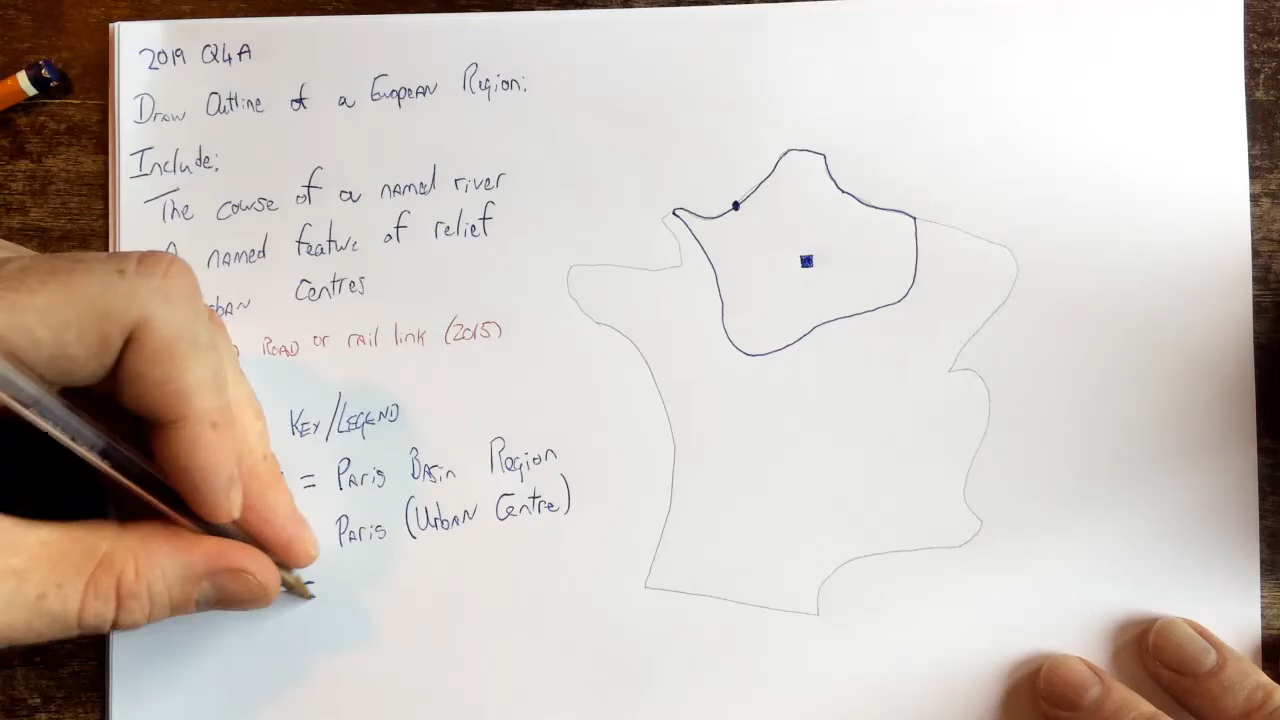 2019 Q4A
Draw Outline of a European Region:
Include:
The course of a named river
named feature of relief
Centres
Road or rail link (2015)
Key/Legend
= Paris Basin Region
Paris (Urban Centre)